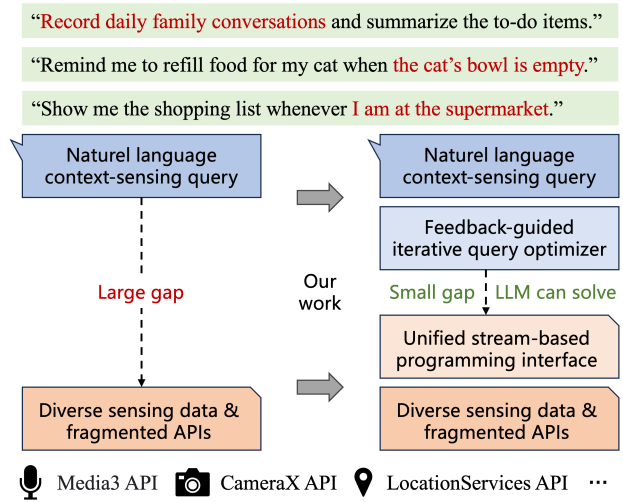 “Record daily family conversations and summarize the to-do items.”
“Remind me to refill food for my cat when the cat’s bowl is empty.”
“Show me the shopping list whenever I am at the supermarket.”
Naturel language
context-sensing query
Large gap
Diverse sensing data &
fragmented APIs
Our
work
Naturel language
context-sensing query
Feedback-guided
iterative query optimizer
Small gap LLM can solve
Unified stream-based
programming interface
Diverse sensing data &
fragmented APIs
Media3 API CameraX API LocationServices API ···